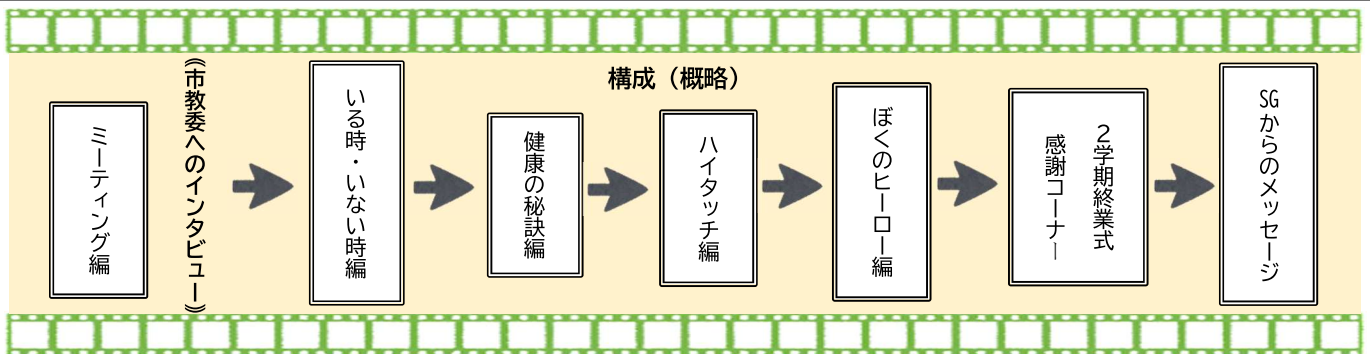 構成（概略）
ミーティング編
《市教委へのインタビュー》
いる時・いない時編
健康の秘訣編
ハイタッチ編
ぼくのヒーロー編
２学期終業式
感謝コーナー
SGからのメッセージ